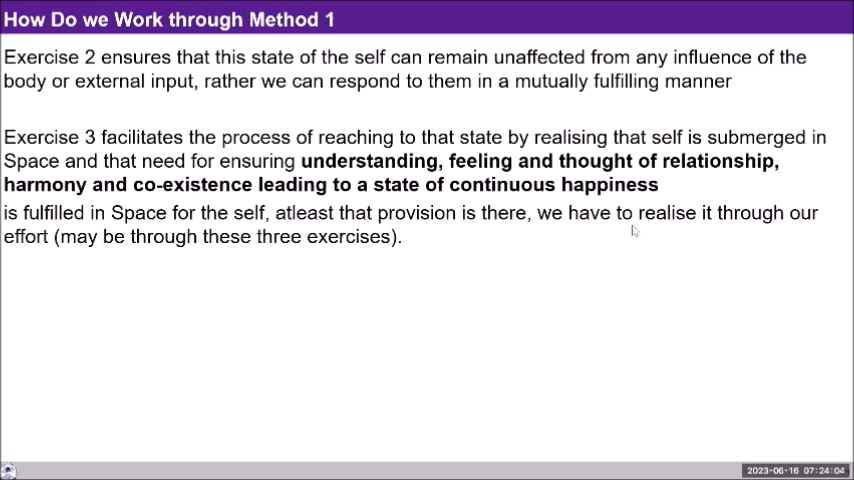 How Do we Work through Method 1
Exercise 2 ensures that this state of the self can remain unaffected from any influence of the
body or external input, rather we can respond to them in a mutually fulfilling manner
Exercise 3 facilitates the process of reaching to that state by realising that self is submerged in
Space and that need for ensuring understanding, feeling and thought of relationship,
harmony and co-existence leading to a state of continuous happiness
is fulfilled in Space for the self, atleast that provision is there, we have to realise it through our
effort (may be through these three exercises).
2023-06-16 07:24:04